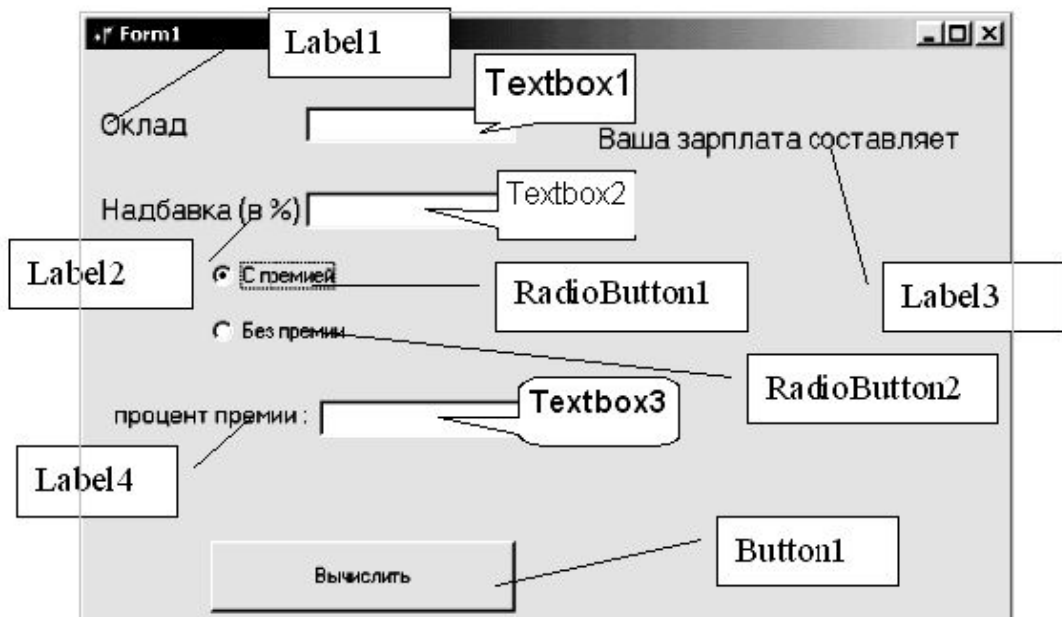 Form1
Label1
Textbox1
Оклад
Ваша зарплата составляет
Textbox2
Надбавка (в %)
Label2
С премией
RadioButton1
Label3
Без премии
RadioButton2
Textbox3
процент премии :
Label4
Button1
Вычислить